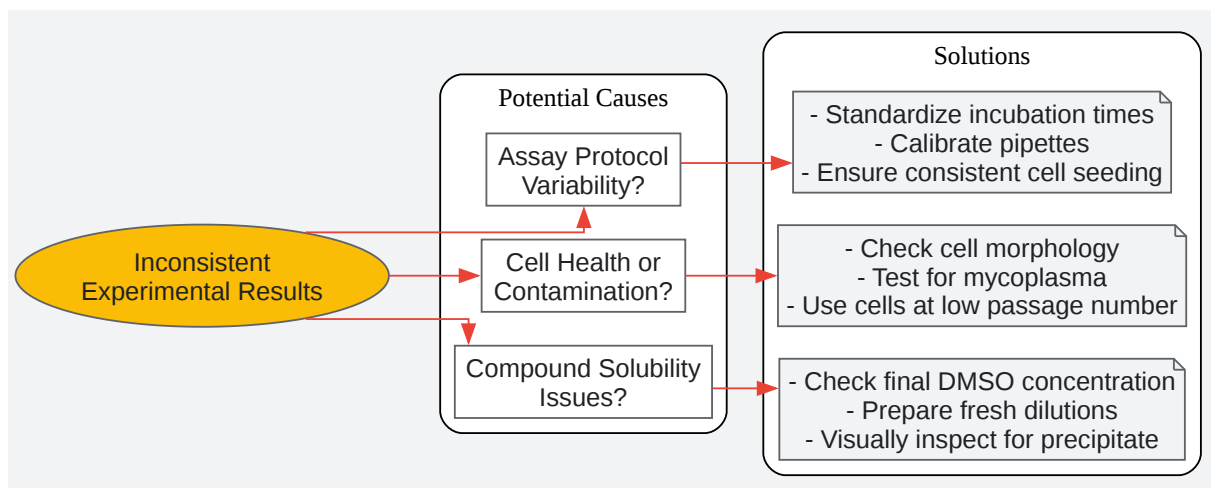 Inconsistent
Experimental Results
Potential Causes
Assay Protocol
Variability?
Cell Health or
Contamination?
Compound Solubility
Issues?
Solutions
- Standardize incubation times
- Calibrate pipettes
- Ensure consistent cell seeding
- Check cell morphology
- Test for mycoplasma
- Use cells at low passage number
- Check final DMSO concentration
- Prepare fresh dilutions
- Visually inspect for precipitate